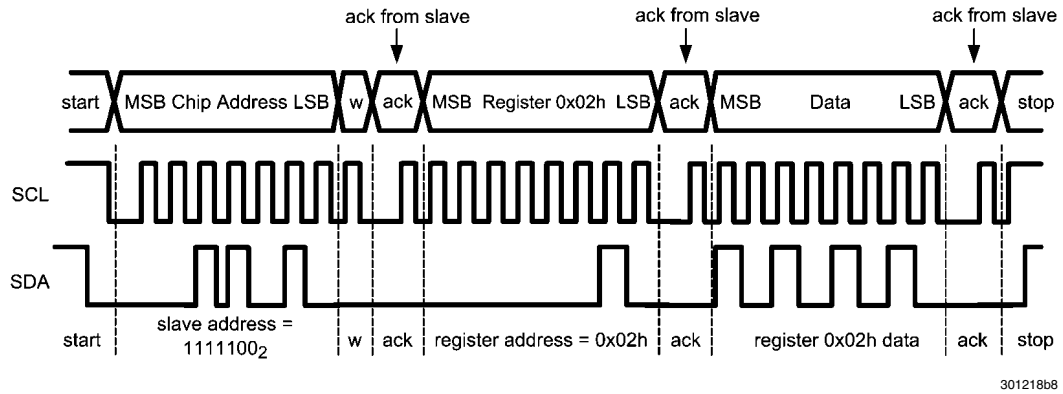 ack from slave ack from slave ack from slave
start MSB Chip Address LSB w ack MSB Register 0x02h LSB ack MSB Data LSB ack stop
SCL
SDA
slave address =
1111100₂
start w ack register address = 0x02h ack register 0x02h data ack stop
301218b8